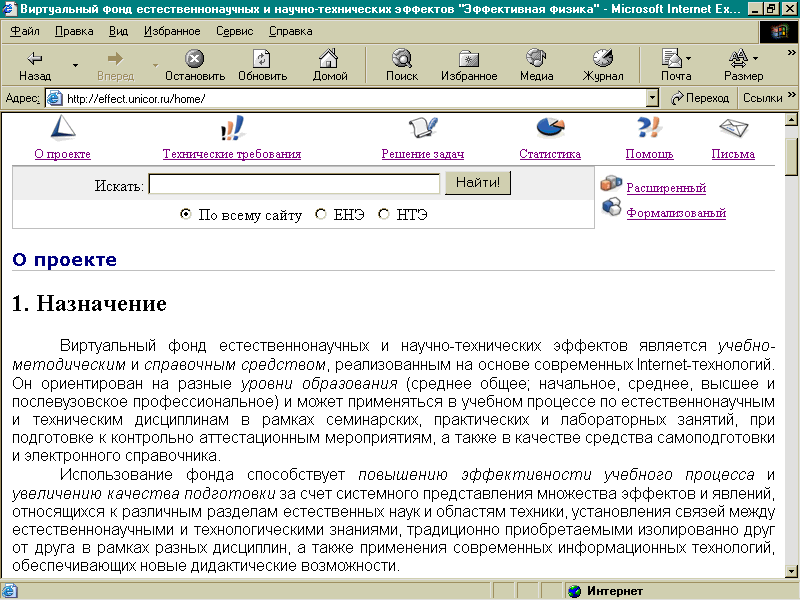 Виртуальный фонд естественнонаучных и научно-технических эффектов "Эффективная физика" - Microsoft Internet Ex...
Файл Правка Вид Избранное Сервис Справка
Назад Вперед Остановить Обновить Домой Поиск Избранное Медиа Журнал Почта Размер »
Адрес: http://effect.unicor.ru/home/ Переход Ссылки »
О проекте Технические требования Решение задач Статистика Помощь Письма
Искать: Найти! Расширенный
По всему сайту ЕНЭ НТЭ Формализованый
О проекте
1. Назначение
Виртуальный фонд естественнонаучных и научно-технических эффектов является учебно-
методическим и справочным средством, реализованным на основе современных Internet-технологий.
Он ориентирован на разные уровни образования (среднее общее; начальное, среднее, высшее и
послевузовское профессиональное) и может применяться в учебном процессе по естественнонаучным
и техническим дисциплинам в рамках семинарских, практических и лабораторных занятий, при
подготовке к контрольно аттестационным мероприятиям, а также в качестве средства самоподготовки
и электронного справочника.
Использование фонда способствует повышению эффективности учебного процесса и
увеличению качества подготовки за счет системного представления множества эффектов и явлений,
относящихся к различным разделам естественных наук и областям техники, установления связей между
естественнонаучными и технологическими знаниями, традиционно приобретаемыми изолированно друг
от друга в рамках разных дисциплин, а также применения современных информационных технологий,
обеспечивающих новые дидактические возможности.
Интернет